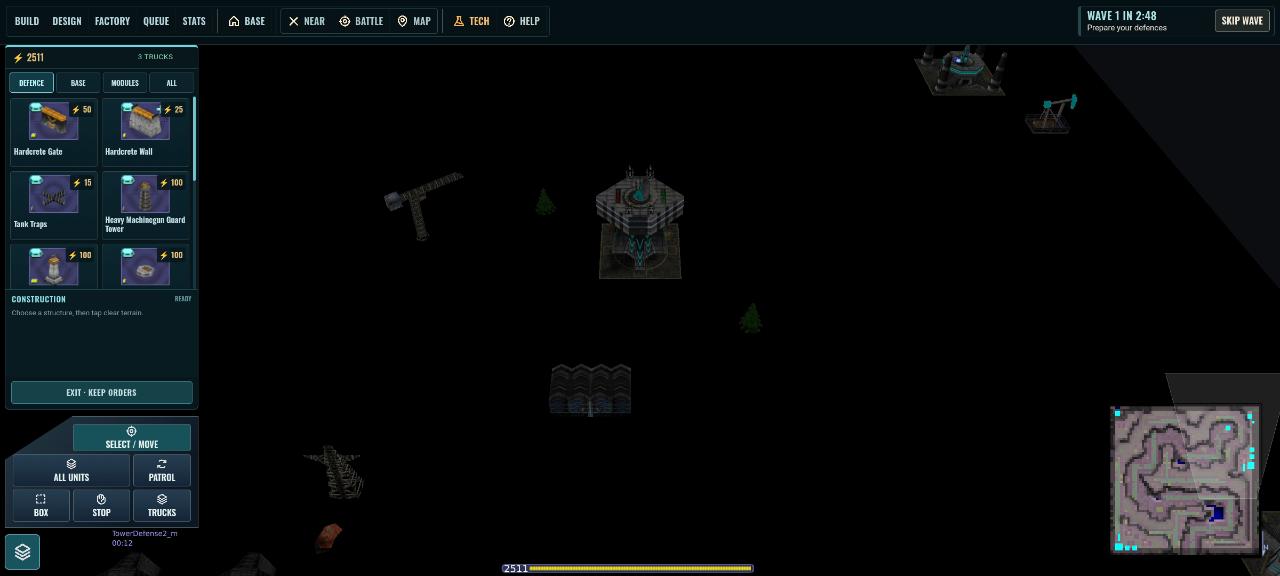 BUILD DESIGN FACTORY QUEUE STATS BASE NEAR BATTLE MAP TECH HELP
WAVE 1 IN 2:48
Prepare your defences
SKIP WAVE
2511 3 TRUCKS
DEFENCE BASE MODULES ALL
50 25
Hardcrete Gate Hardcrete Wall
15 100
Tank Traps Heavy Machinegun Guard Tower
100 100
CONSTRUCTION READY
Choose a structure, then tap clear terrain.
EXIT · KEEP ORDERS
SELECT / MOVE
ALL UNITS PATROL
BOX STOP TRUCKS
TowerDefense2_m
00:12
2511
N